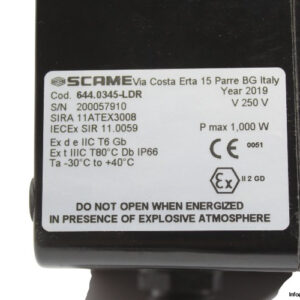 SCAME Via Costa Erta 15 Parre BG Italy
Cod. 644.0345-LDR Year 2019
S/N 200057910 V 250 V
SIRA 11ATEX3008
IECEx SIR 11.0059 P max 1,000 W
Ex d e IIC T6 Gb
Ex t IIIC T80°C Db IP66 CE 0051
Ta -30°C to +40°C Ex II 2 GD
DO NOT OPEN WHEN ENERGIZED
IN PRESENCE OF EXPLOSIVE ATMOSPHERE